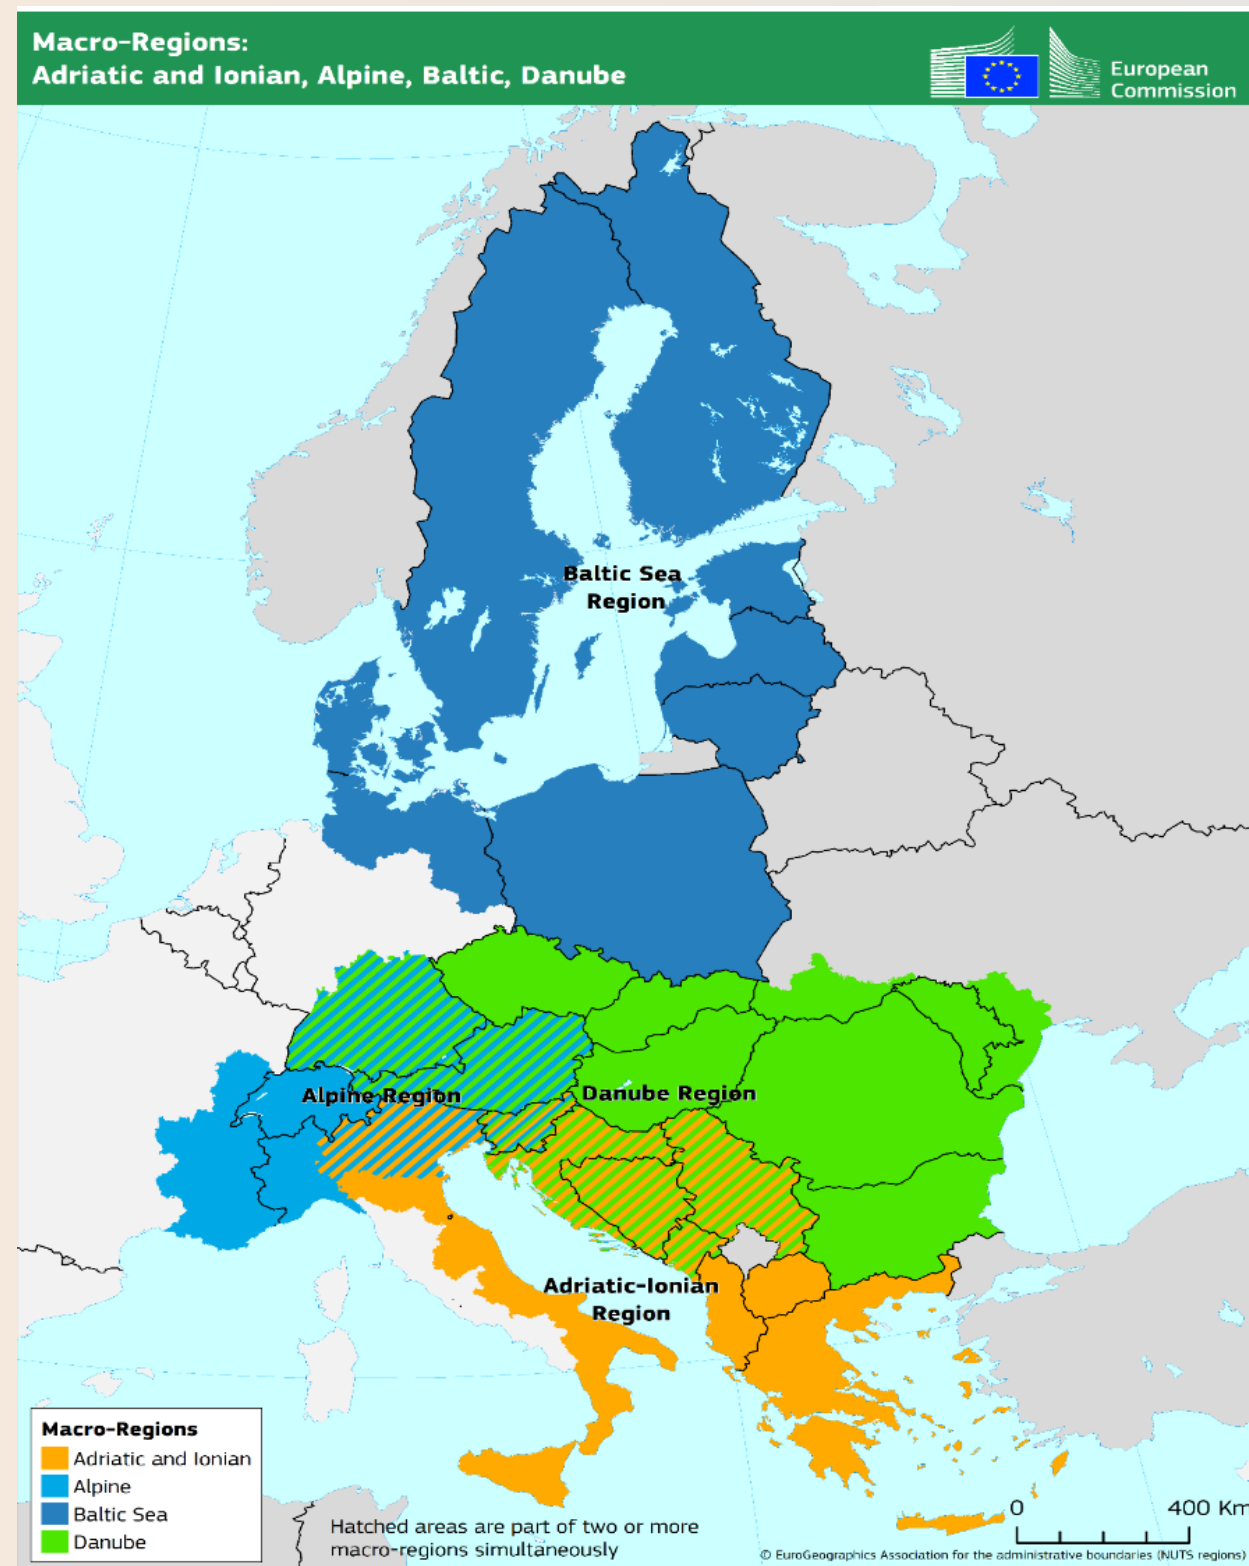 Macro-Regions:
Adriatic and Ionian, Alpine, Baltic, Danube
European
Commission
Baltic Sea
Region
Alpine Region
Danube Region
Adriatic-Ionian
Region
Macro-Regions
Adriatic and Ionian
Alpine
Baltic Sea
Danube
Hatched areas are part of two or more
macro-regions simultaneously
0 400 Km
© EuroGeographics Association for the administrative boundaries (NUTS regions)